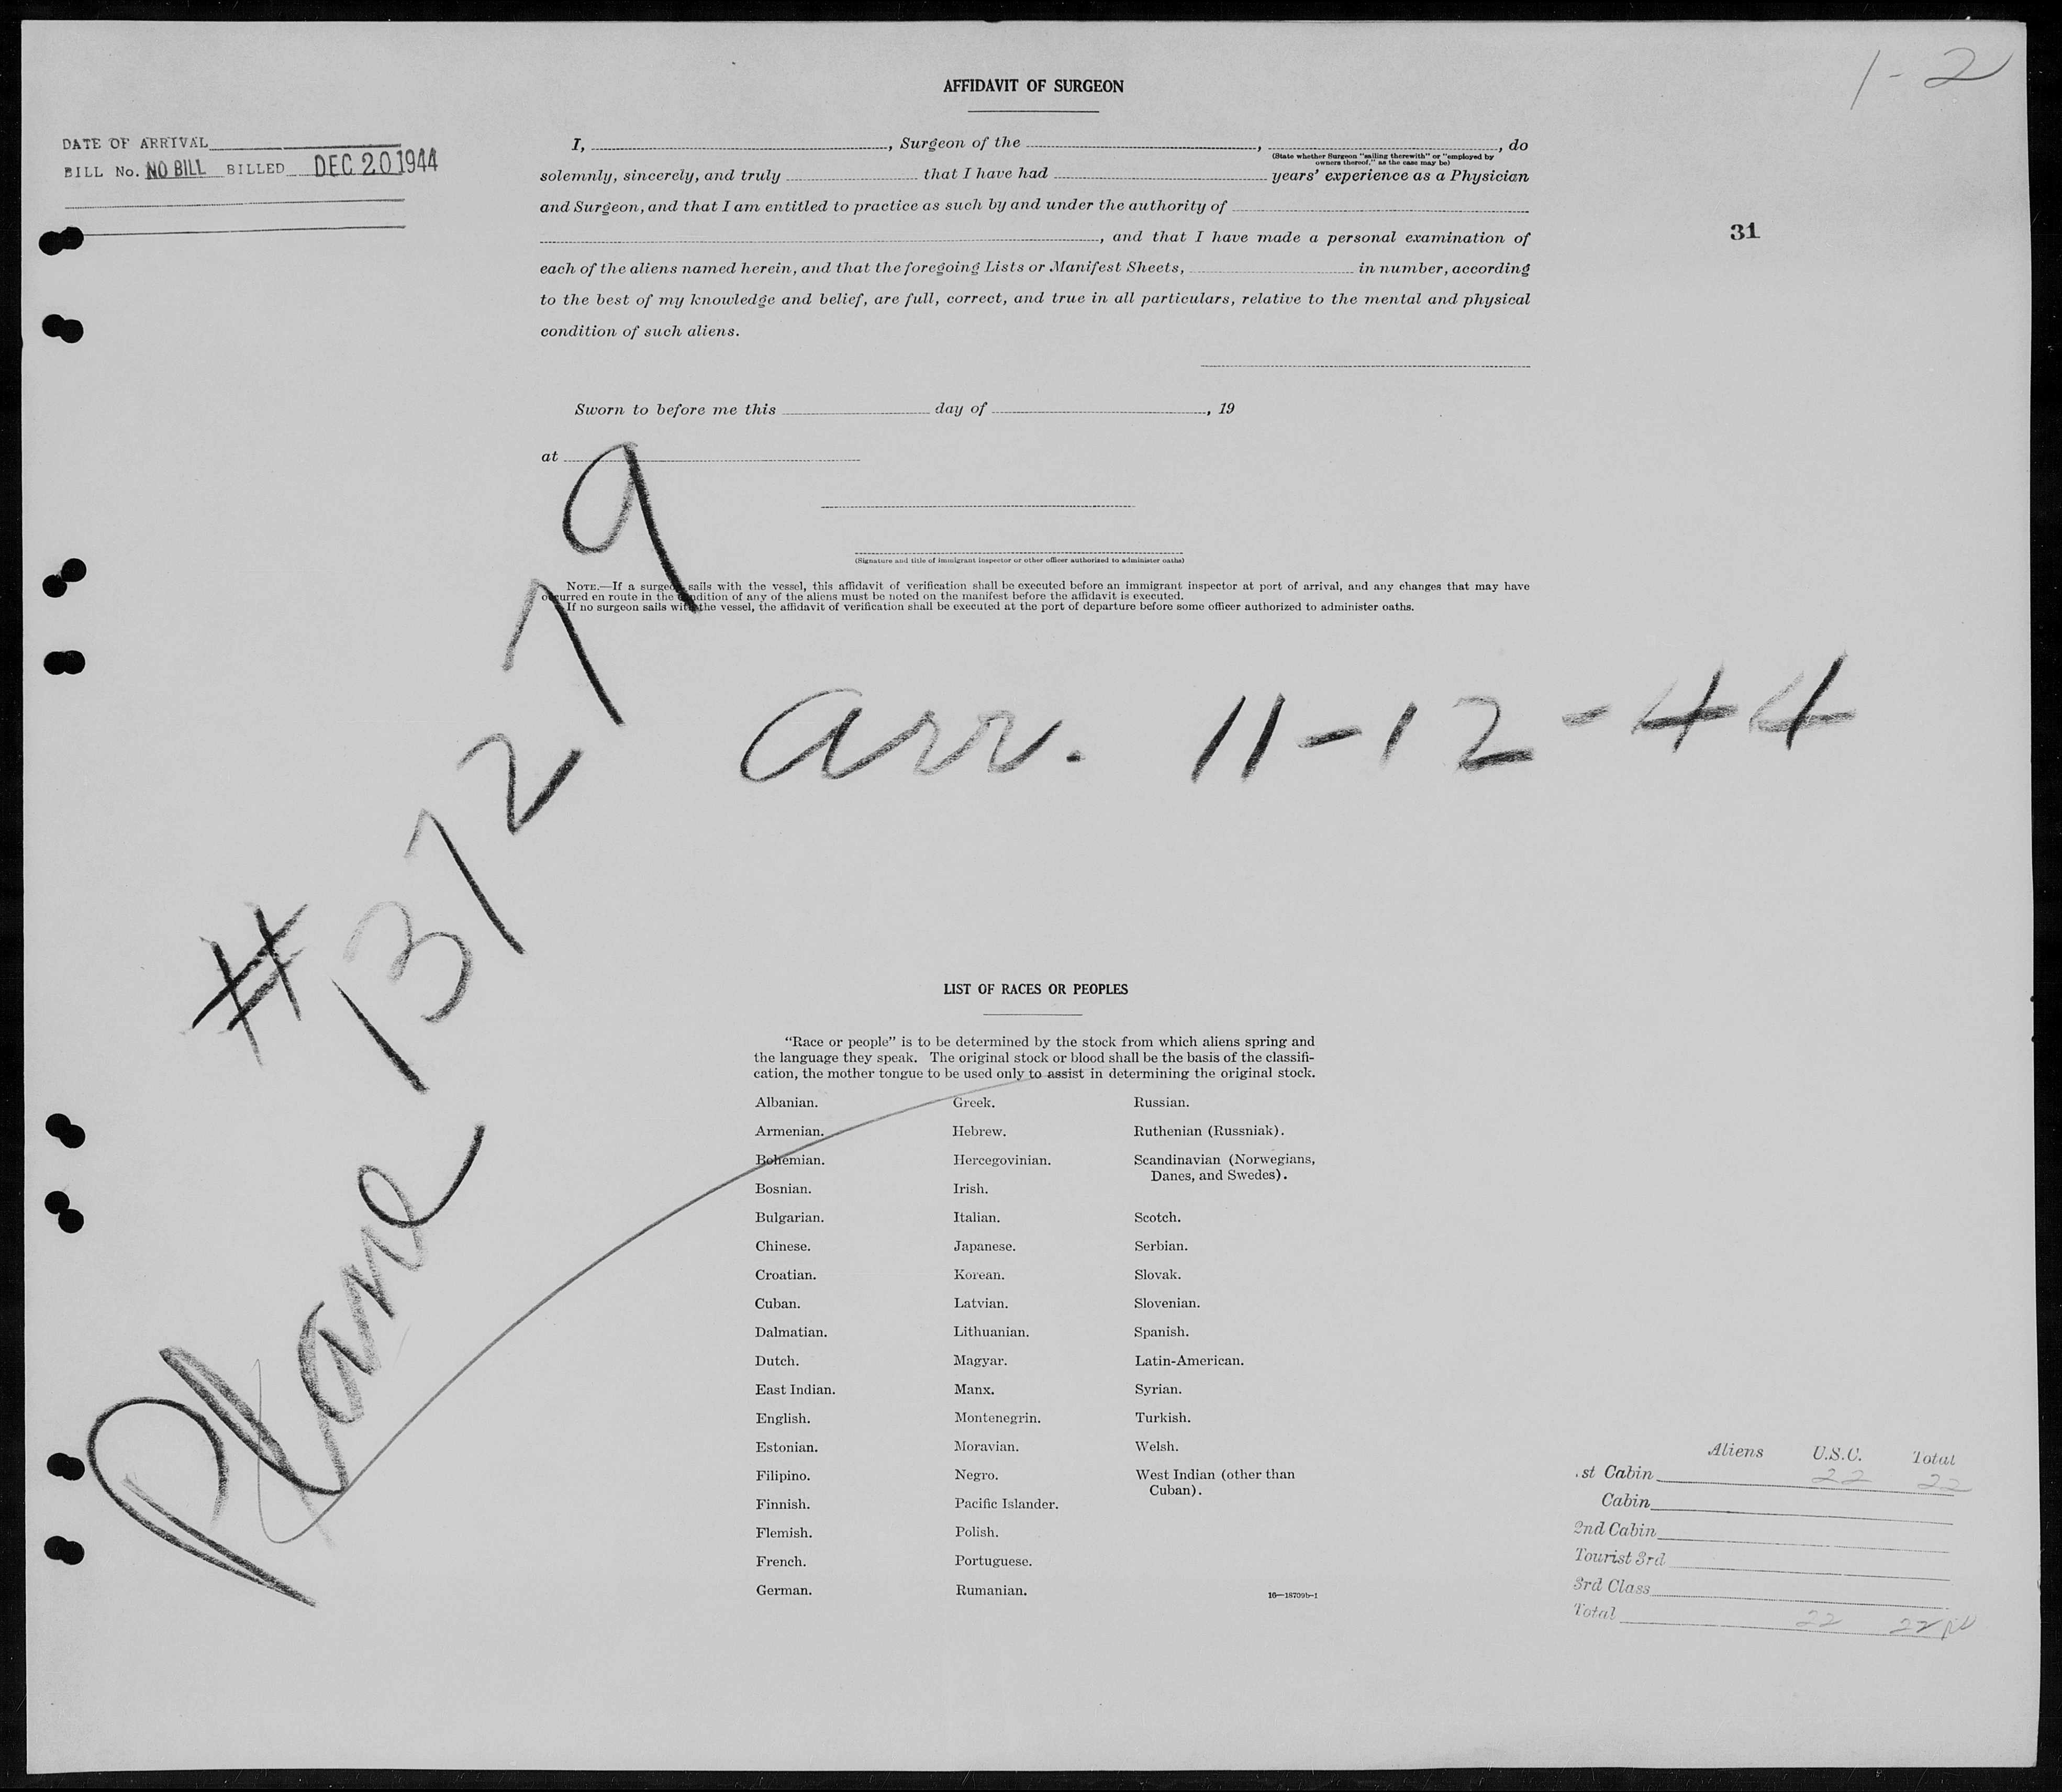 1-2
AFFIDAVIT OF SURGEON
DATE OF ARRIVAL
BILL No. NO BILL BILLED DEC 20 1944
31
I, , Surgeon of the , , do
(State whether Surgeon "sailing therewith" or "employed by
owners thereof," as the case may be)
solemnly, sincerely, and truly that I have had years' experience as a Physician
and Surgeon, and that I am entitled to practice as such by and under the authority of
, and that I have made a personal examination of
each of the aliens named herein, and that the foregoing Lists or Manifest Sheets, in number, according
to the best of my knowledge and belief, are full, correct, and true in all particulars, relative to the mental and physical
condition of such aliens.
Sworn to before me this day of , 19
at
(Signature and title of immigrant inspector or other officer authorized to administer oaths)
NOTE.—If a surgeon sails with the vessel, this affidavit of verification shall be executed before an immigrant inspector at port of arrival, and any changes that may have
occurred en route in the condition of any of the aliens must be noted on the manifest before the affidavit is executed.
If no surgeon sails with the vessel, the affidavit of verification shall be executed at the port of departure before some officer authorized to administer oaths.
arr. 11-12-44
Plane # 137279
LIST OF RACES OR PEOPLES
"Race or people" is to be determined by the stock from which aliens spring and
the language they speak. The original stock or blood shall be the basis of the classifi-
cation, the mother tongue to be used only to assist in determining the original stock.
Albanian. Greek. Russian.
Armenian. Hebrew. Ruthenian (Russniak).
Bohemian. Hercegovinian. Scandinavian (Norwegians,
Danes, and Swedes).
Bosnian. Irish.
Bulgarian. Italian. Scotch.
Chinese. Japanese. Serbian.
Croatian. Korean. Slovak.
Cuban. Latvian. Slovenian.
Dalmatian. Lithuanian. Spanish.
Dutch. Magyar. Latin-American.
East Indian. Manx. Syrian.
English. Montenegrin. Turkish.
Estonian. Moravian. Welsh.
Filipino. Negro. West Indian (other than
Cuban).
Finnish. Pacific Islander.
Flemish. Polish.
French. Portuguese.
German. Rumanian.
16—18709b-1
Aliens U.S.C. Total
.st Cabin 22 22
Cabin
2nd Cabin
Tourist 3rd
3rd Class
Total 22 22